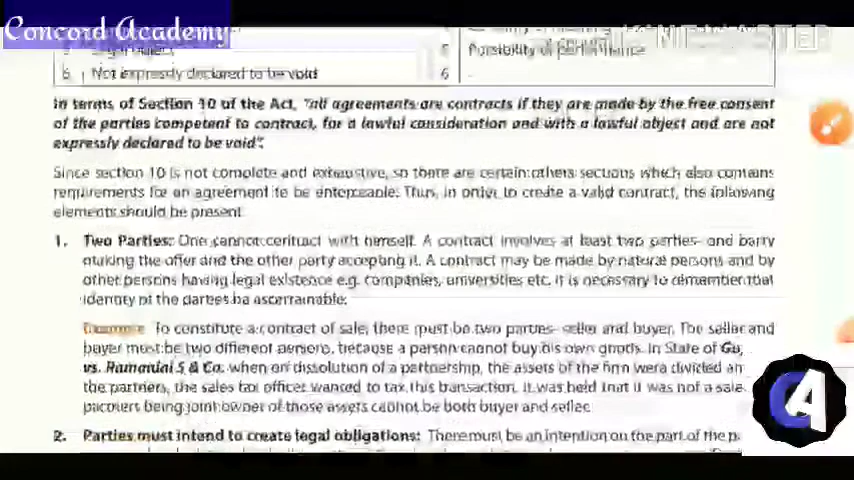 Concord Academy
5
Possibility of performance
6 Not expressly declared to be void 6
In terms of Section 10 of the Act, "all agreements are contracts if they are made by the free consent
of the parties competent to contract, for a lawful consideration and with a lawful object and are not
expressly declared to be void".
Since section 10 is not complete and exhaustive, so there are certain others sections which also contains
requirements for an agreement to be enforceable. Thus, in order to create a valid contract, the following
elements should be present
1. Two Parties: One cannot contract with himself. A contract involves at least two parties- one party
making the offer and the other party accepting it. A contract may be made by natural persons and by
other persons having legal existence e.g. companies, universities etc. It is necessary to remember that
identity of the parties be ascertainable.
To constitute a contract of sale, there must be two parties- seller and buyer. The seller and
buyer must be two different persons, because a person cannot buy his own goods. In State of Gu
vs. Ramanlal S & Co. when on dissolution of a partnership, the assets of the firm were divided an
the partners, the sales tax officer wanted to tax this transaction. It was held that it was not a sale.
partners being joint owner of those assets cannot be both buyer and seller.
2. Parties must intend to create legal obligations: There must be an intention on the part of the p
CA